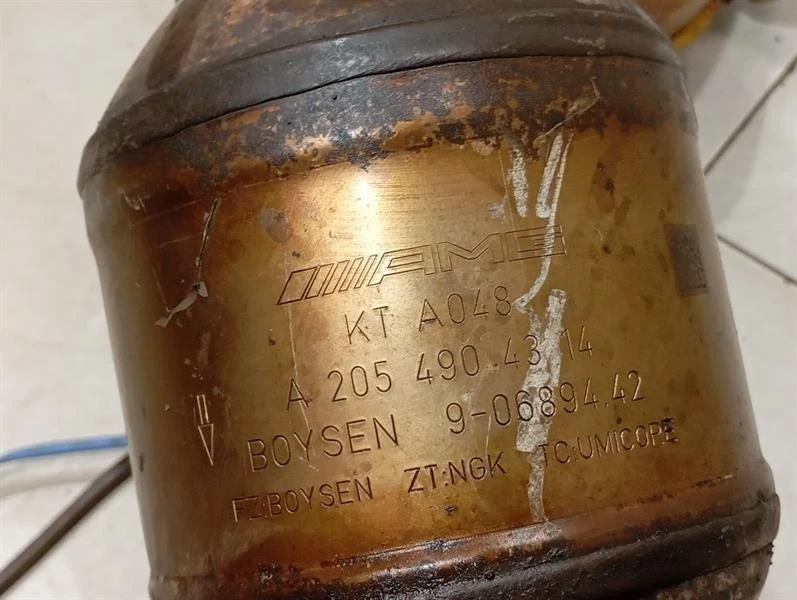 AMG
KT A048
A 205 490 43 14
BOYSEN 9-06894.42
FZ:BOYSEN ZT:NGK TC:UMICORE